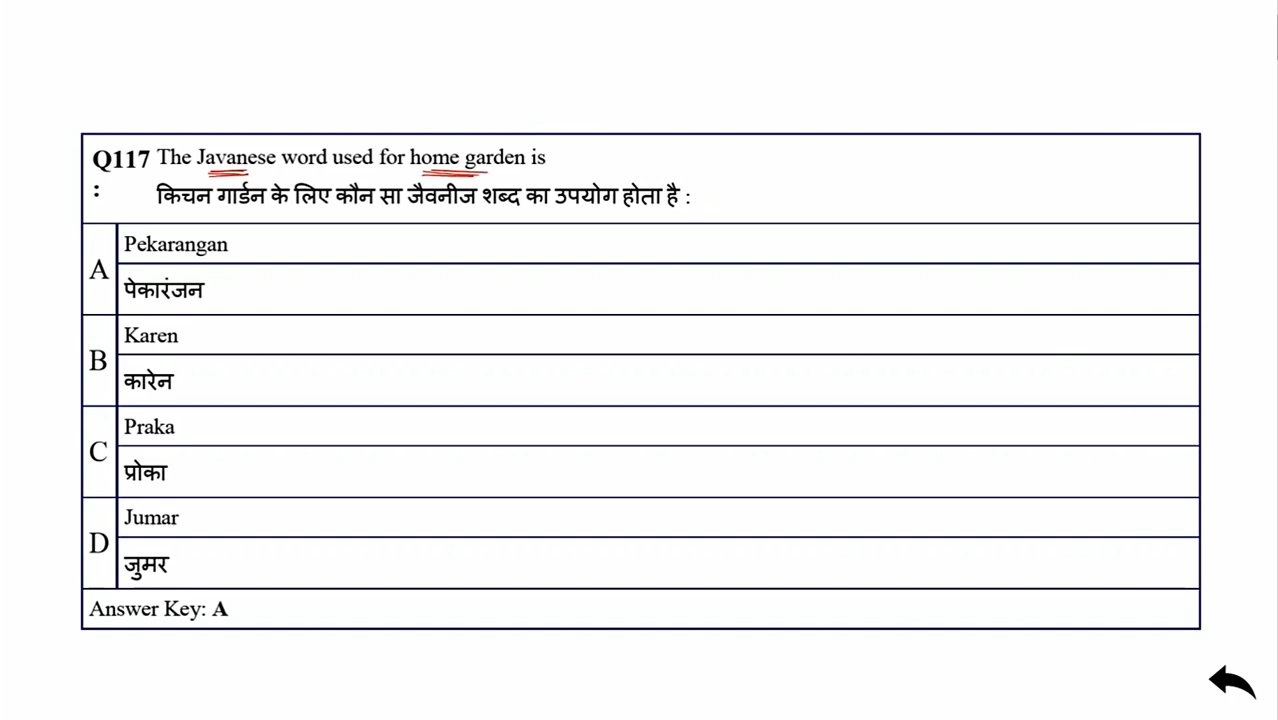 Q117 The Javanese word used for home garden is
: किचन गार्डन के लिए कौन सा जैवनीज शब्द का उपयोग होता है :
A
Pekarangan
पेकारंजन
B
Karen
कारेन
C
Praka
प्रोका
D
Jumar
जुमर
Answer Key: A